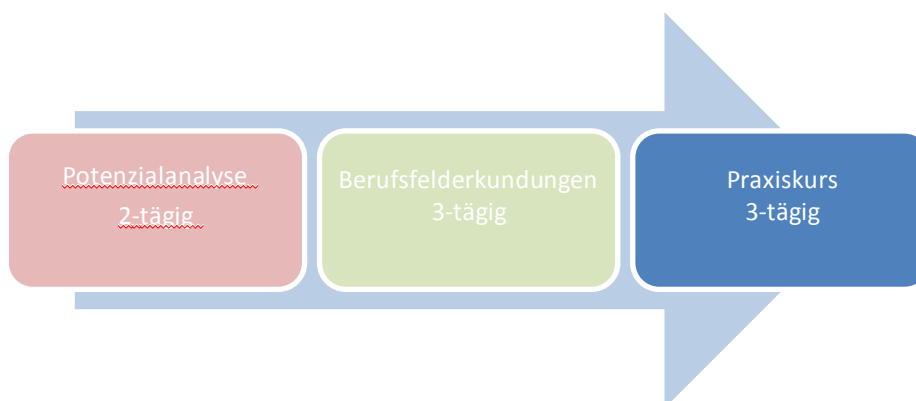 Potenzialanalyse
2-tägig
Berufsfelderkundungen
3-tägig
Praxiskurs
3-tägig